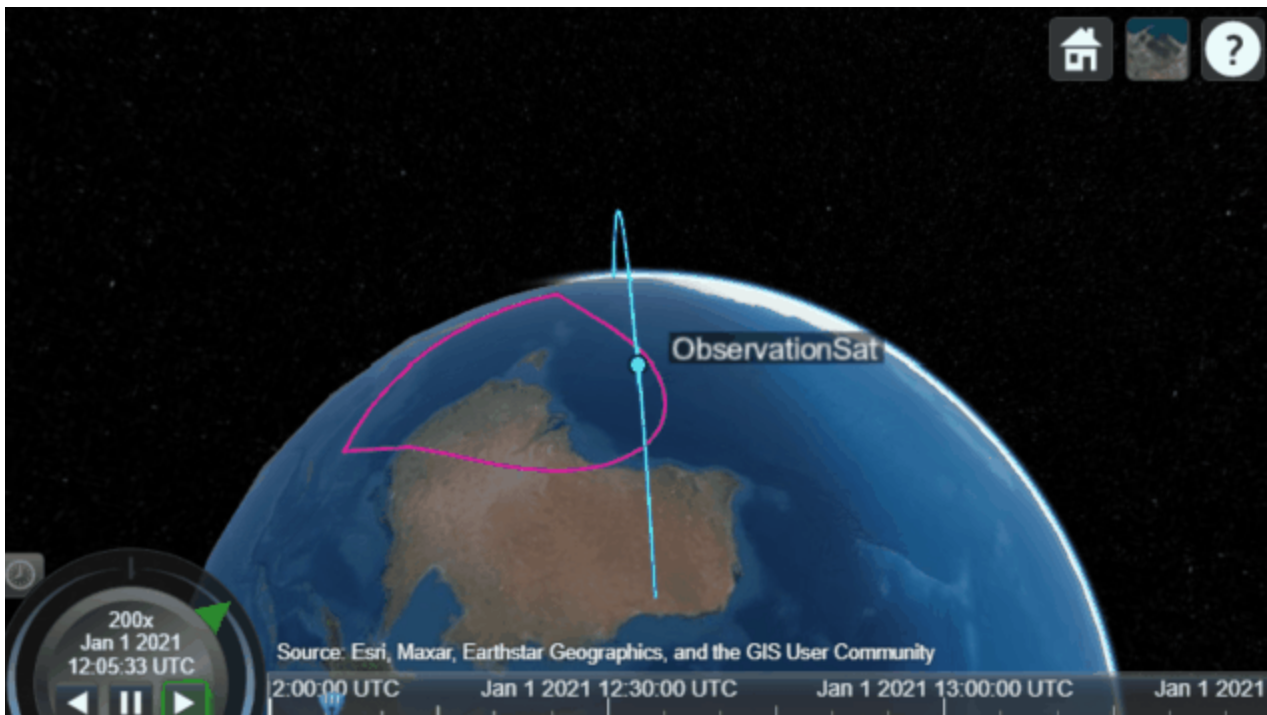 ?
ObservationSat
200x
Jan 1 2021
12:05:33 UTC
Source: Esri, Maxar, Earthstar Geographics, and the GIS User Community
2:00:00 UTC
Jan 1 2021 12:30:00 UTC
Jan 1 2021 13:00:00 UTC
Jan 1 2021